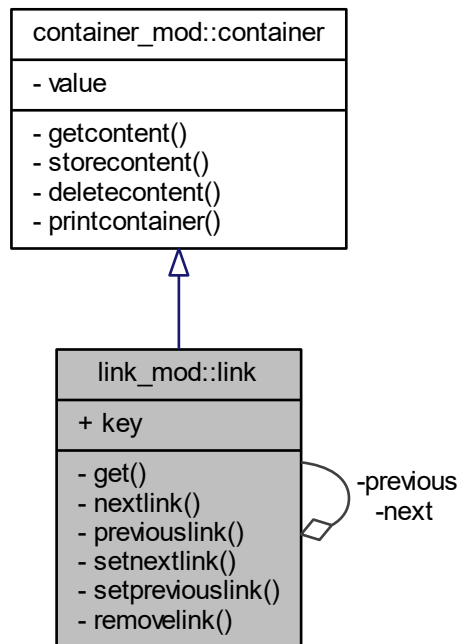 container_mod::container
- value
- getcontent()
- storecontent()
- deletecontent()
- printcontainer()
link_mod::link
+ key
- get()
- nextlink()
- previouslink()
- setnextlink()
- setpreviouslink()
- removelink()
-previous
-next